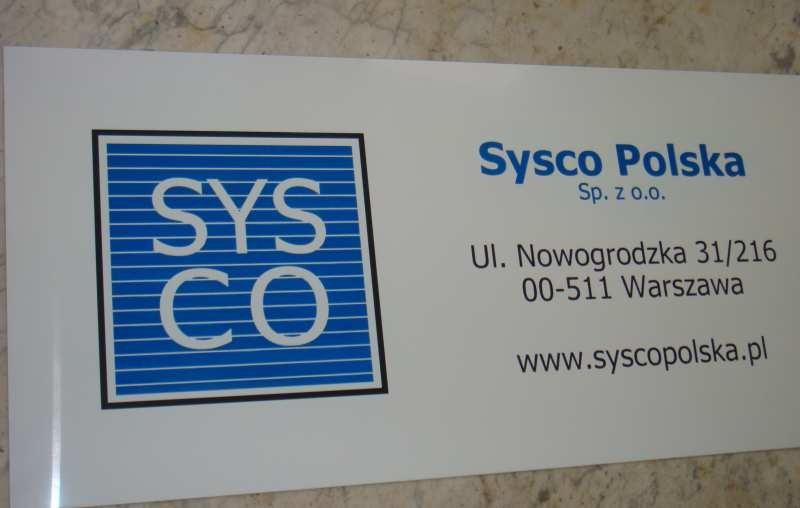 SYS
CO
Sysco Polska
Sp. z o.o.
Ul. Nowogrodzka 31/216
00-511 Warszawa
www.syscopolska.pl